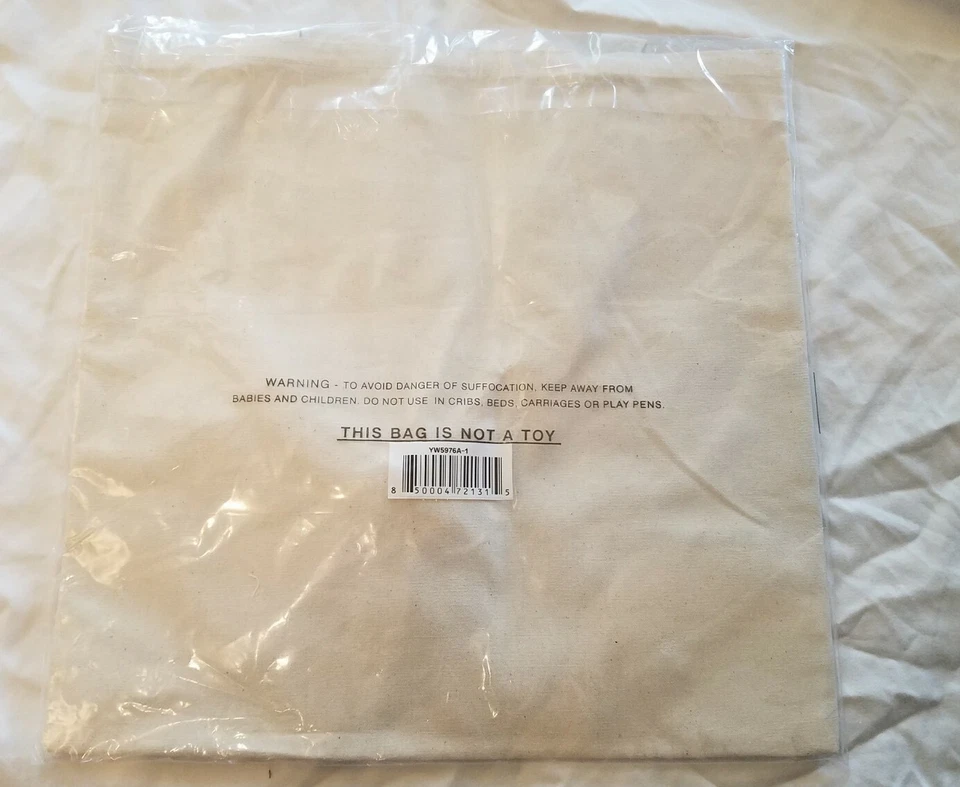 WARNING - TO AVOID DANGER OF SUFFOCATION, KEEP AWAY FROM
BABIES AND CHILDREN. DO NOT USE IN CRIBS, BEDS, CARRIAGES OR PLAY PENS.
THIS BAG IS NOT A TOY
YW5976A-1
8 50004 72131 5